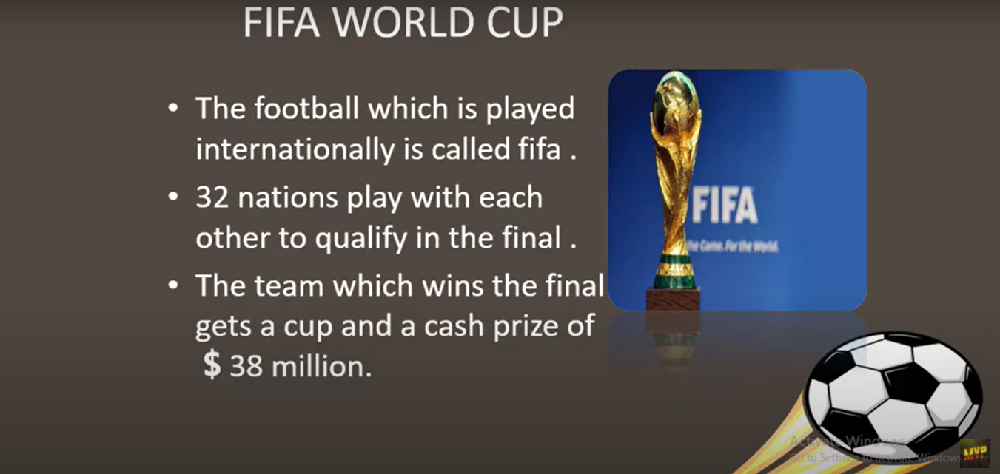 FIFA WORLD CUP
• The football which is played
internationally is called fifa .
• 32 nations play with each
other to qualify in the final .
• The team which wins the final
gets a cup and a cash prize of
$ 38 million.
FIFA
the Game. For the World.
Activate Windows
Go to Settings to activate Windows
MVP